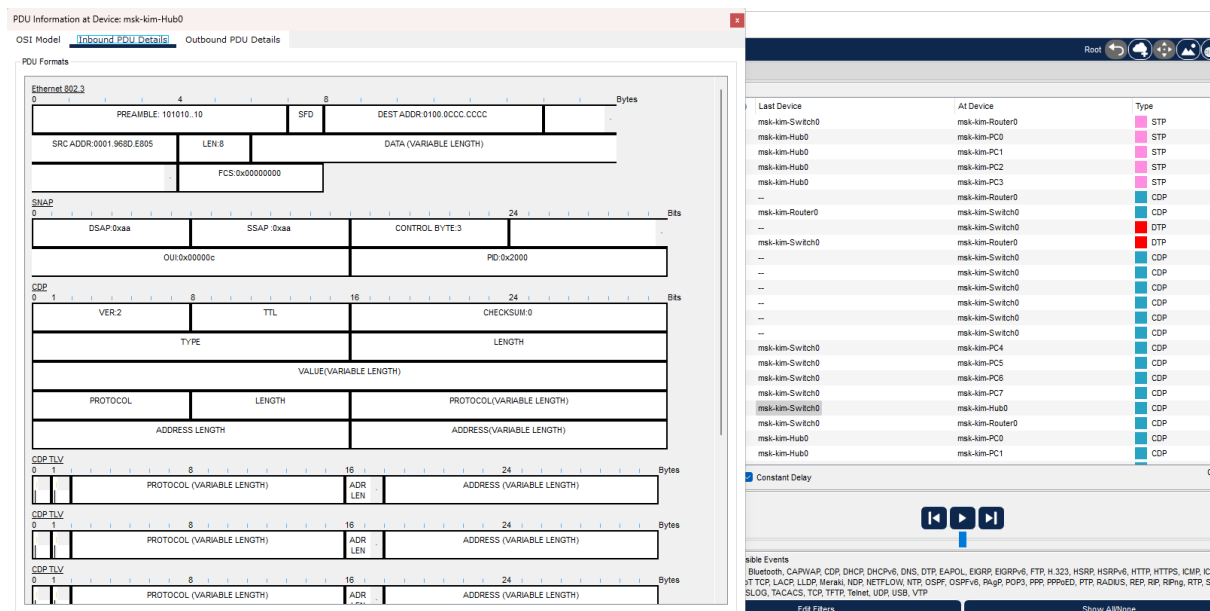 PDU Information at Device: msk-kim-Hub0
x
OSI Model Inbound PDU Details Outbound PDU Details
PDU Formats
Ethernet 802.3
0 4 8 Bytes
PREAMBLE: 101010..10 SFD DEST ADDR:0100.0CCC.CCCC
SRC ADDR:0001.968D.E805 LEN:8 DATA (VARIABLE LENGTH)
FCS:0x00000000
SNAP
0 24 Bits
DSAP:0xaa SSAP :0xaa CONTROL BYTE:3
OUI:0x00000c PID:0x2000
CDP
0 1 8 16 24 Bits
VER:2 TTL CHECKSUM:0
TYPE LENGTH
VALUE(VARIABLE LENGTH)
PROTOCOL LENGTH PROTOCOL(VARIABLE LENGTH)
ADDRESS LENGTH ADDRESS(VARIABLE LENGTH)
CDP TLV
0 1 8 16 24 Bytes
PROTOCOL (VARIABLE LENGTH) ADR LEN ADDRESS (VARIABLE LENGTH)
CDP TLV
0 1 8 16 24 Bytes
PROTOCOL (VARIABLE LENGTH) ADR LEN ADDRESS (VARIABLE LENGTH)
CDP TLV
0 1 8 16 24 Bytes
PROTOCOL (VARIABLE LENGTH) ADR LEN ADDRESS (VARIABLE LENGTH)
Root
Last Device At Device Type
msk-kim-Switch0 msk-kim-Router0 STP
msk-kim-Hub0 msk-kim-PC0 STP
msk-kim-Hub0 msk-kim-PC1 STP
msk-kim-Hub0 msk-kim-PC2 STP
msk-kim-Hub0 msk-kim-PC3 STP
-- msk-kim-Router0 CDP
msk-kim-Router0 msk-kim-Switch0 CDP
-- msk-kim-Switch0 DTP
msk-kim-Switch0 msk-kim-Router0 DTP
-- msk-kim-Switch0 CDP
-- msk-kim-Switch0 CDP
-- msk-kim-Switch0 CDP
-- msk-kim-Switch0 CDP
-- msk-kim-Switch0 CDP
-- msk-kim-Switch0 CDP
msk-kim-Switch0 msk-kim-PC4 CDP
msk-kim-Switch0 msk-kim-PC5 CDP
msk-kim-Switch0 msk-kim-PC6 CDP
msk-kim-Switch0 msk-kim-PC7 CDP
msk-kim-Switch0 msk-kim-Hub0 CDP
msk-kim-Switch0 msk-kim-Router0 CDP
msk-kim-Hub0 msk-kim-PC0 CDP
msk-kim-Hub0 msk-kim-PC1 CDP
Constant Delay
sible Events
Bluetooth, CAPWAP, CDP, DHCP, DHCPv6, DNS, DTP, EAPOL, EIGRP, EIGRPv6, FTP, H.323, HSRP, HSRPv6, HTTP, HTTPS, ICMP, IC
oT TCP, LACP, LLDP, Meraki, NDP, NETFLOW, NTP, OSPF, OSPFv6, PAgP, POP3, PPP, PPPoED, PTP, RADIUS, REP, RIP, RIPng, RTP, S
SLOG, TACACS, TCP, TFTP, Telnet, UDP, USB, VTP
Edit Filters Show All/None